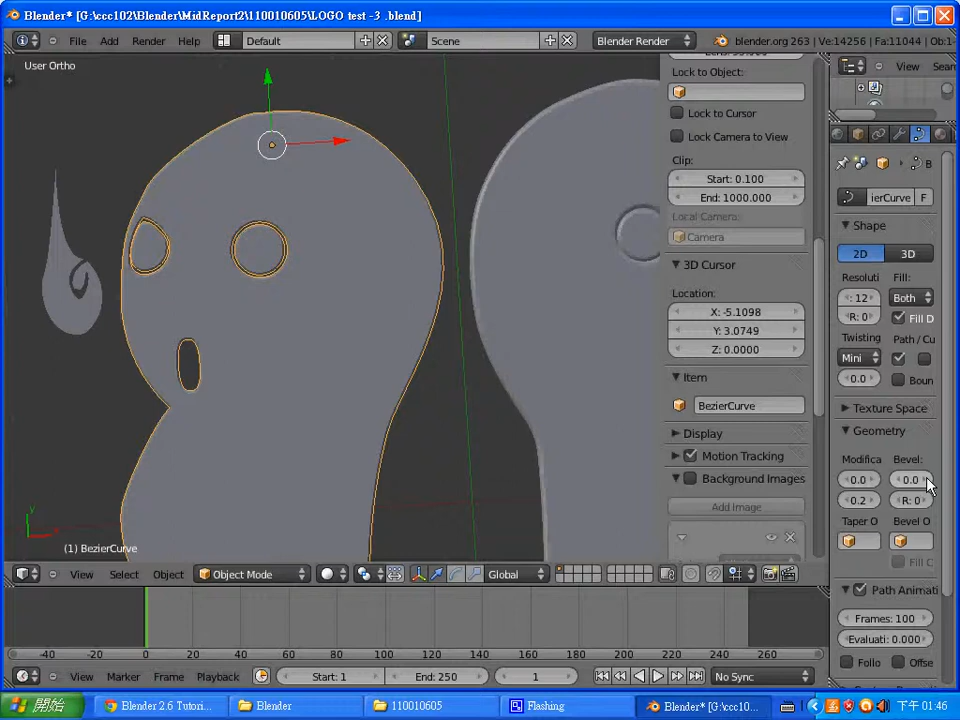 Blender* [G:\ccc102\Blender\MidReport2\110010605\LOGO test -3 .blend]
File Add Render Help Default Scene Blender Render blender.org 263 | Ve:14256 | Fa:11044 | Ob:1-
User Ortho
View Sear
Lock to Object:
Lock to Cursor
Lock Camera to View
Clip:
Start: 0.100
End: 1000.000
Local Camera:
Camera
3D Cursor
Location:
X: -5.1098
Y: 3.0749
Z: 0.0000
Item
BezierCurve
Display
Motion Tracking
Background Images
Add Image
B
ierCurve F
Shape
2D 3D
Resoluti Fill:
: 12 Both
R: 0 Fill D
Twisting Path / Cu
Mini
0.0 Boun
Texture Space
Geometry
Modifica Bevel:
0.0 0.0
0.2 R: 0
Taper O Bevel O
Fill C
Path Animati
Frames: 100
Evaluati: 0.000
Follo Offse
y
(1) BezierCurve
View Select Object Object Mode Global
-40 -20 0 20 40 60 80 100 120 140 160 180 200 220 240 260
View Marker Frame Playback Start: 1 End: 250 1 No Sync
開始 Blender 2.6 Tutori... Blender 110010605 Flashing Blender* [G:\ccc10... 下午 01:46